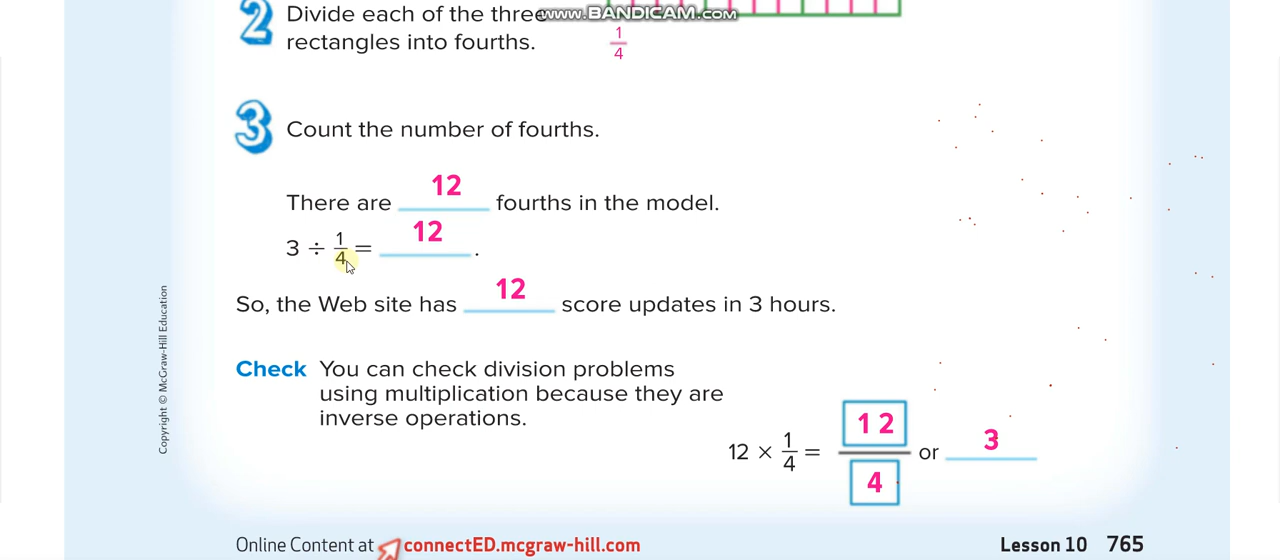 www.BANDICAM.com
2 Divide each of the three
rectangles into fourths.
1/4
3 Count the number of fourths.
There are 12 fourths in the model.
3 ÷ 1/4 = 12.
So, the Web site has 12 score updates in 3 hours.
Check You can check division problems
using multiplication because they are
inverse operations.
12 × 1/4 = 12/4 or 3
Copyright © McGraw-Hill Education
Online Content at connectED.mcgraw-hill.com
Lesson 10 765